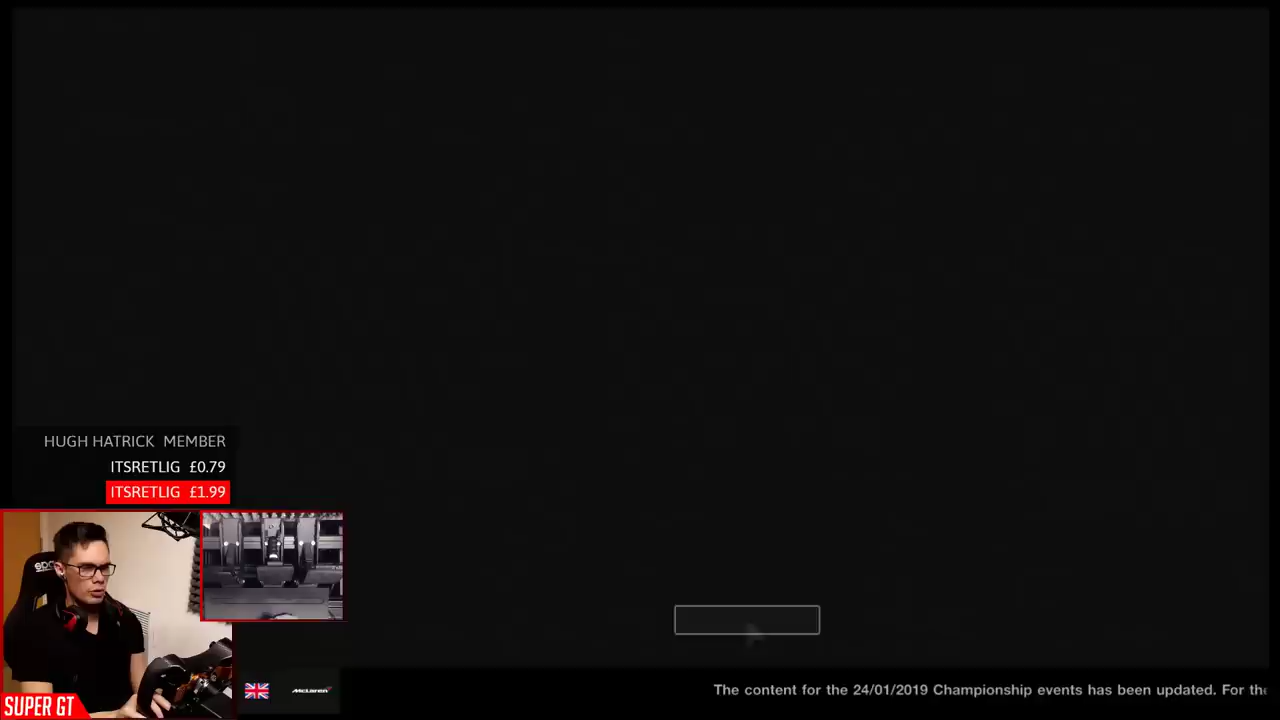 HUGH HATRICK MEMBER
ITSRETLIG £0.79
ITSRETLIG £1.99
SUPER GT
McLaren
The content for the 24/01/2019 Championship events has been updated. For the